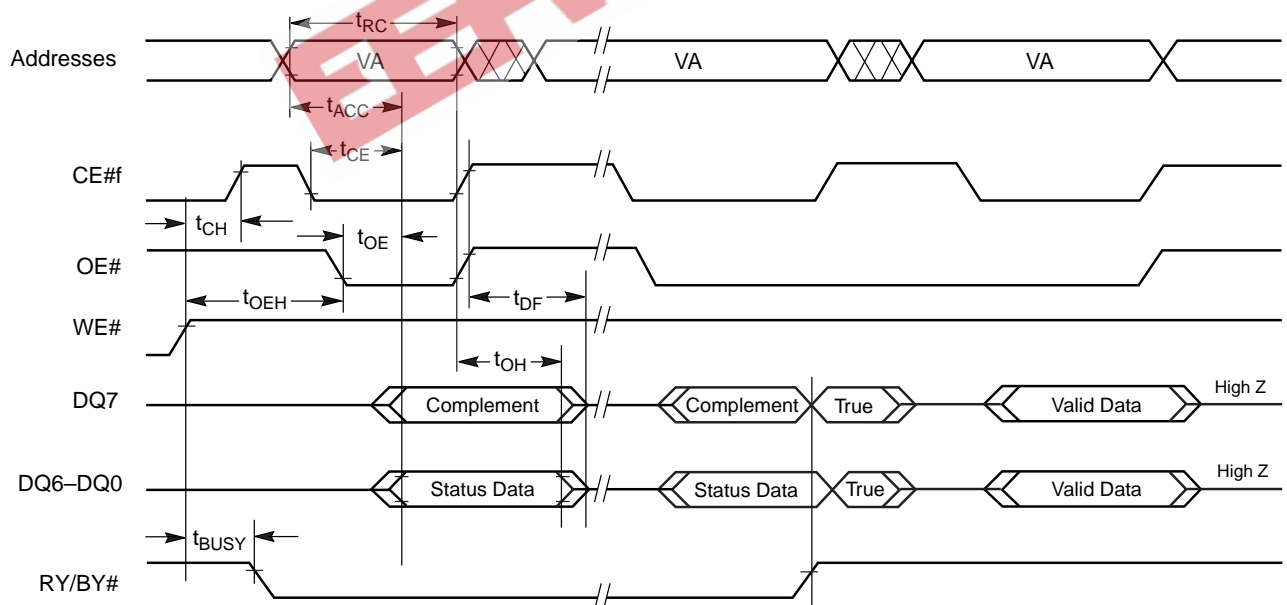 tRC
Addresses VA VA VA
tACC
tCE
CE#f
tCH tOE
OE#
tOEH tDF
WE#
tOH
DQ7 Complement Complement True Valid Data High Z
DQ6–DQ0 Status Data Status Data True Valid Data High Z
tBUSY
RY/BY#